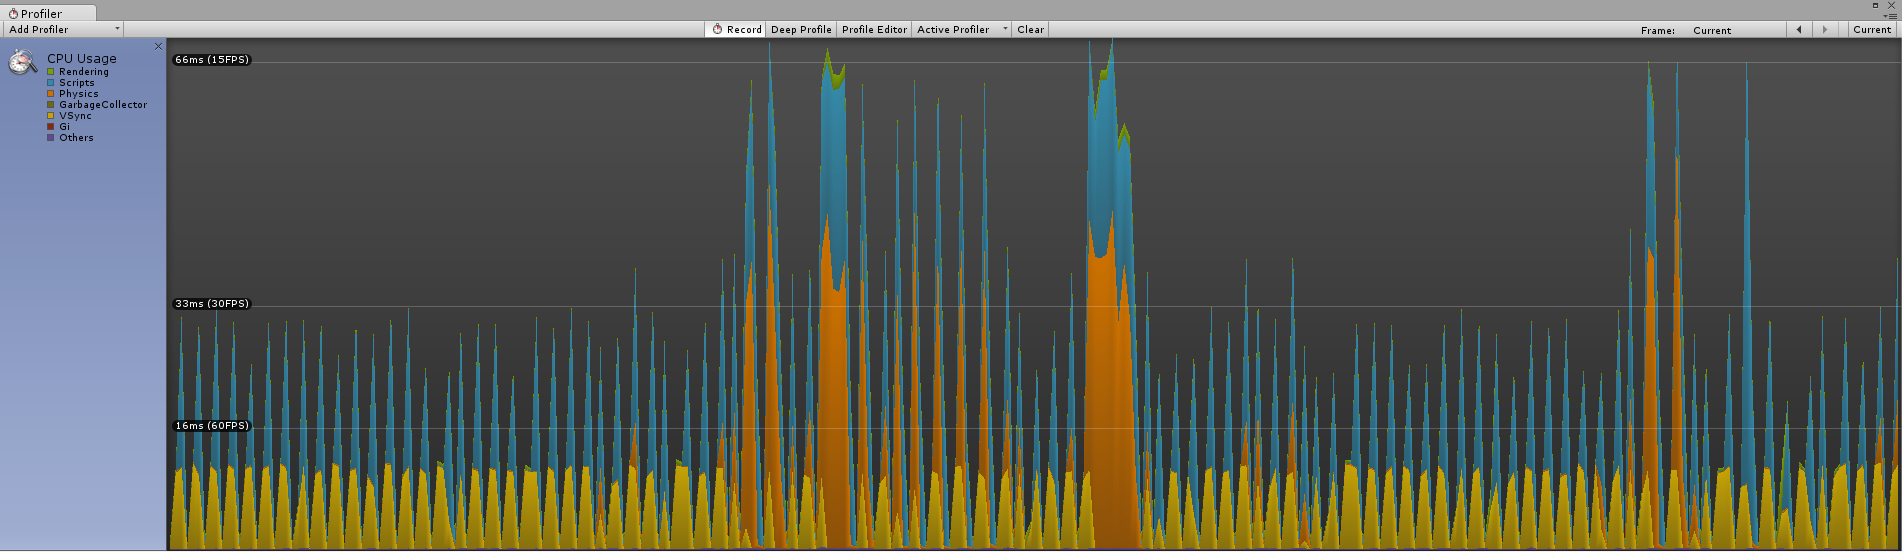 Profiler
Add Profiler
Record Deep Profile Profile Editor Active Profiler Clear
Frame: Current
Current
CPU Usage
Rendering
Scripts
Physics
GarbageCollector
VSync
Gi
Others
66ms (15FPS)
33ms (30FPS)
16ms (60FPS)